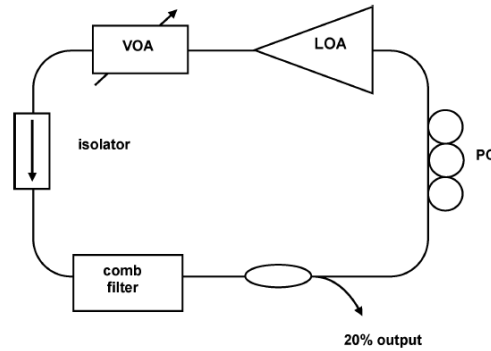 VOA
LOA
isolator
PC
comb
filter
20% output